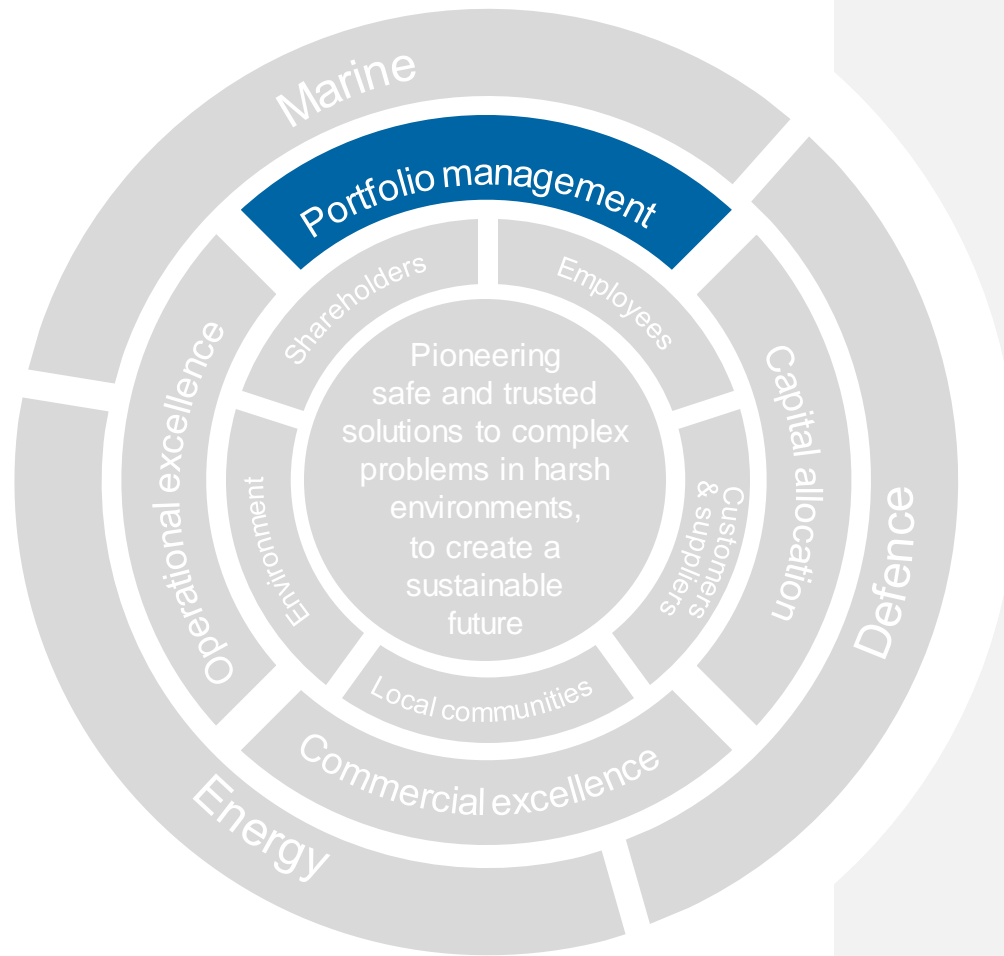 Marine
Portfolio management
Shareholders
Employees
Pioneering
safe and trusted
solutions to complex
problems in harsh
environments,
to create a
sustainable
future
Operational excellence
Environment
Customers
& suppliers
Capital allocation
Defence
Local communities
Commercial excellence
Energy